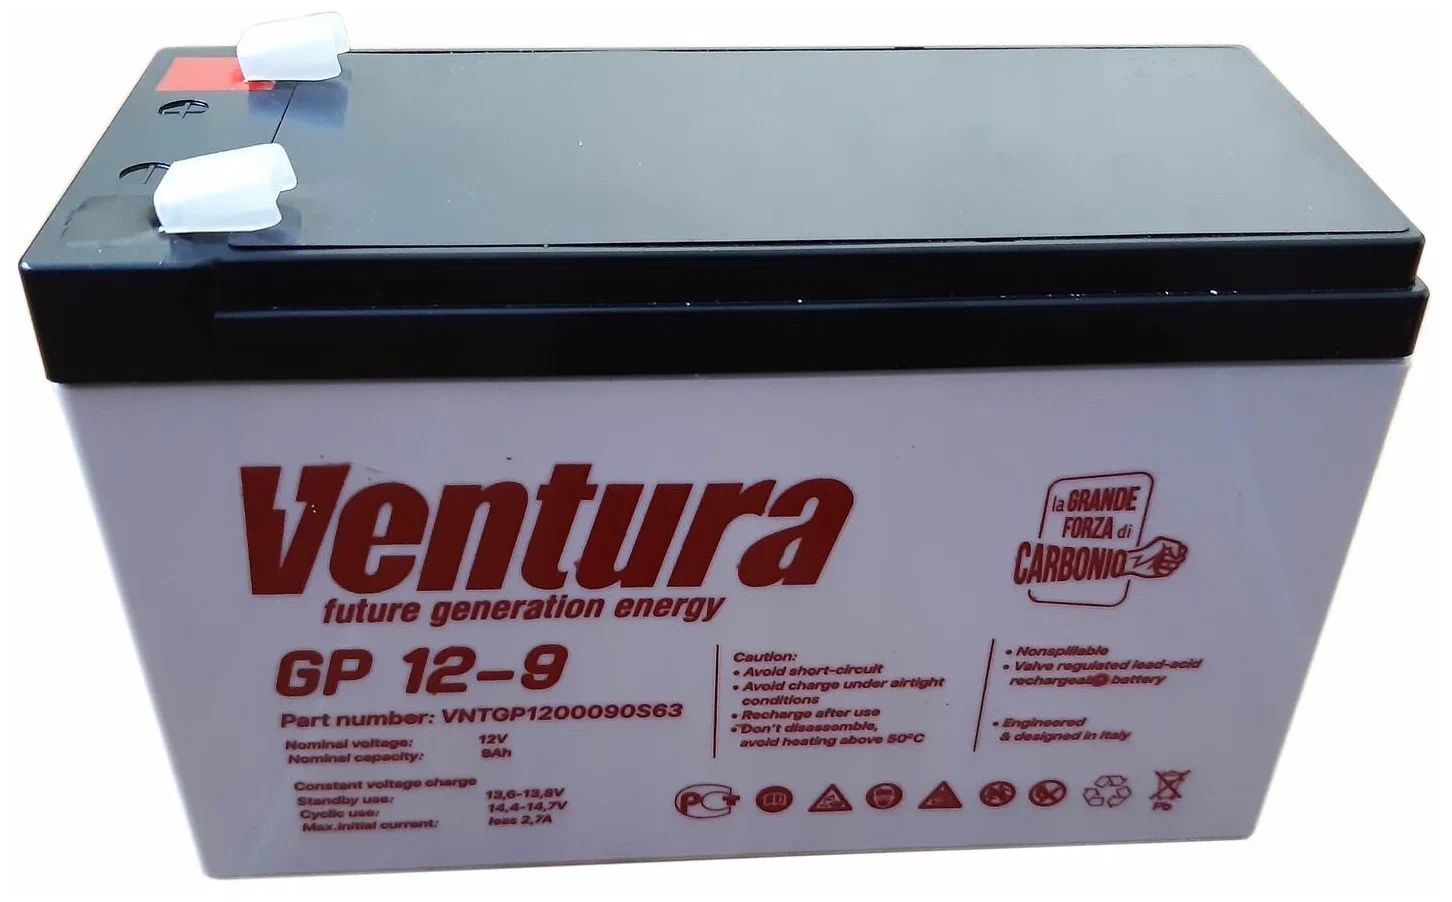 Ventura
future generation energy
la GRANDE
FORZA di
CARBONIO
GP 12-9
Part number: VNTGP1200090S63
Nominal voltage: 12V
Nominal capacity: 9Ah
Constant voltage charge
Standby use: 13,6-13,8V
Cyclic use: 14,4-14,7V
Max.initial current: less 2,7A
Caution:
• Avoid short-circuit
• Avoid charge under airtight
conditions
• Recharge after use
• Don't disassemble,
avoid heating above 50°C
• Nonspillable
• Valve regulated lead-acid
rechargeable battery
• Engineered
& designed in Italy
РСТ
Pb